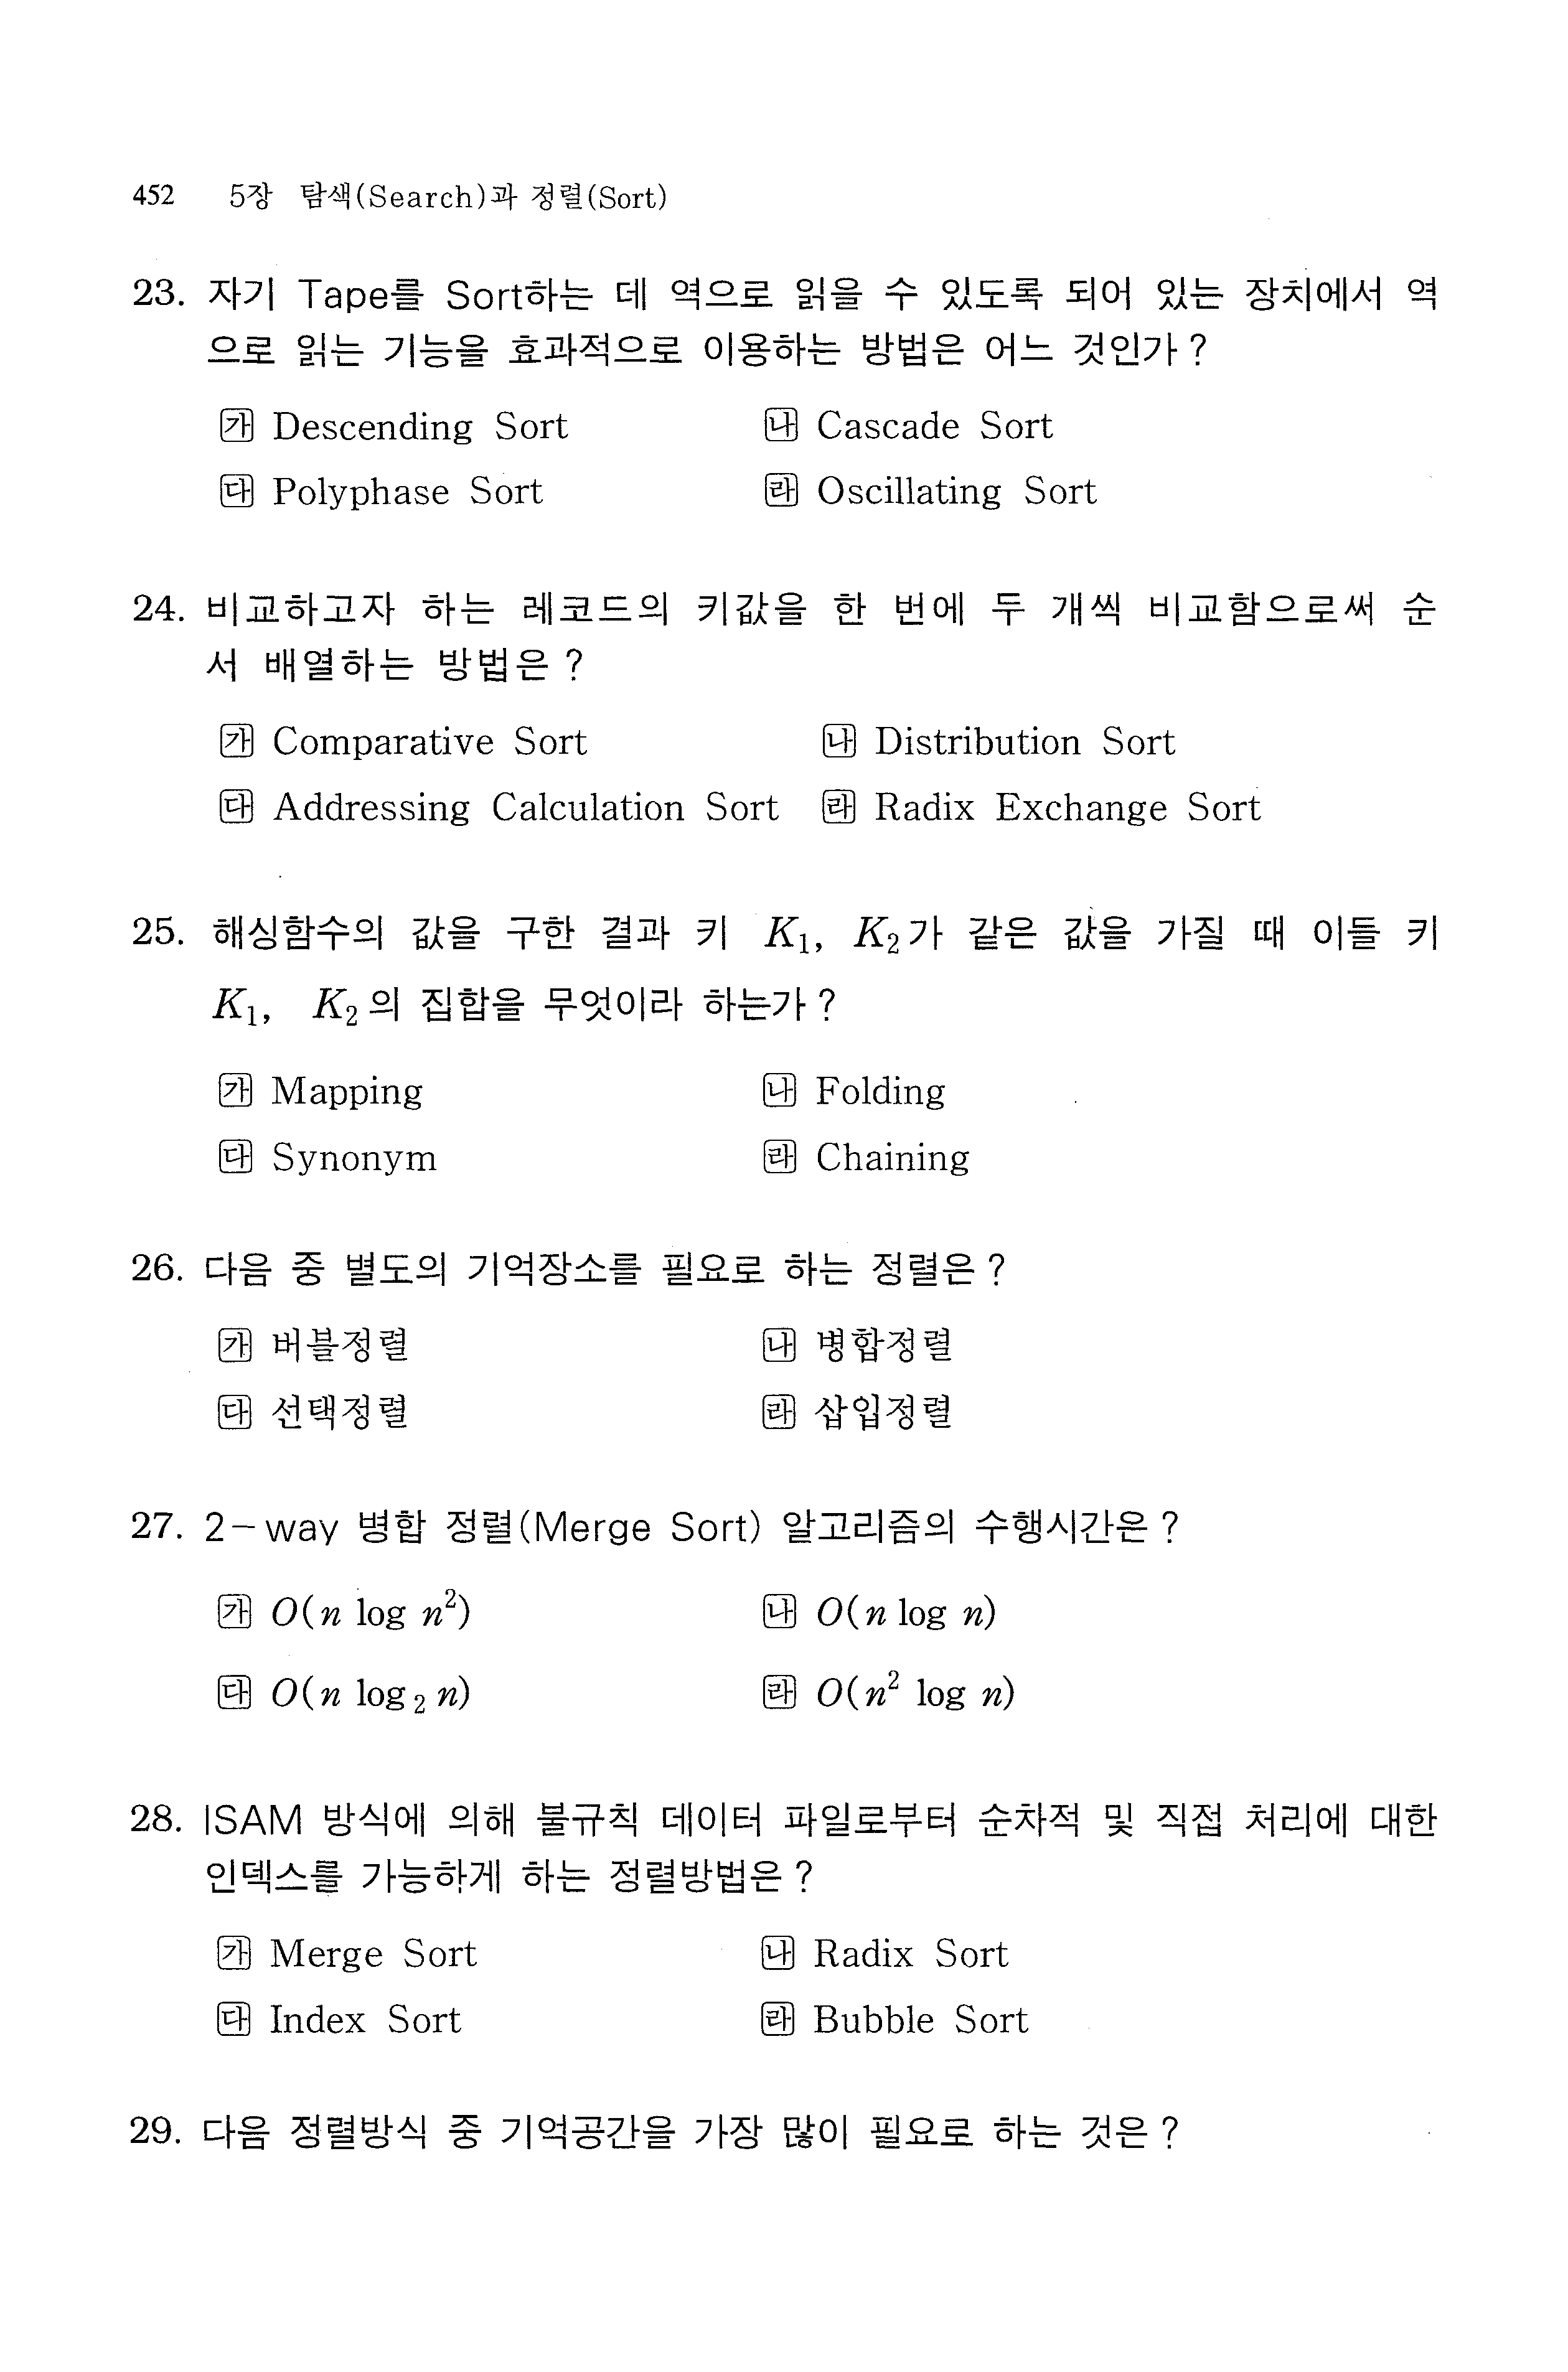 452 5장 탐색(Search)과 정렬(Sort)
23. 자기 Tape를 Sort하는 데 역으로 읽을 수 있도록 되어 있는 장치에서 역
으로 읽는 기능을 효과적으로 이용하는 방법은 어느 것인가?
㉮ Descending Sort ㉯ Cascade Sort
㉰ Polyphase Sort ㉱ Oscillating Sort
24. 비교하고자 하는 레코드의 키값을 한 번에 두 개씩 비교함으로써 순
서 배열하는 방법은?
㉮ Comparative Sort ㉯ Distribution Sort
㉰ Addressing Calculation Sort ㉱ Radix Exchange Sort
25. 해싱함수의 값을 구한 결과 키 K₁, K₂가 같은 값을 가질 때 이들 키
K₁, K₂의 집합을 무엇이라 하는가?
㉮ Mapping ㉯ Folding
㉰ Synonym ㉱ Chaining
26. 다음 중 별도의 기억장소를 필요로 하는 정렬은?
㉮ 버블정렬 ㉯ 병합정렬
㉰ 선택정렬 ㉱ 삽입정렬
27. 2-way 병합 정렬(Merge Sort) 알고리즘의 수행시간은?
㉮ O(n log n²) ㉯ O(n log n)
㉰ O(n log₂ n) ㉱ O(n² log n)
28. ISAM 방식에 의해 불규칙 데이터 파일로부터 순차적 및 직접 처리에 대한
인덱스를 가능하게 하는 정렬방법은?
㉮ Merge Sort ㉯ Radix Sort
㉰ Index Sort ㉱ Bubble Sort
29. 다음 정렬방식 중 기억공간을 가장 많이 필요로 하는 것은?